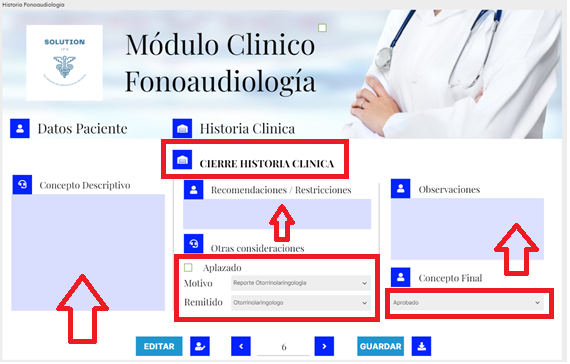 Historia Fonoaudiologia
SOLUTION
IPS
Módulo Clinico
Fonoaudiología
Datos Paciente
Historia Clinica
CIERRE HISTORIA CLINICA
Concepto Descriptivo
Recomendaciones / Restricciones
Observaciones
Otras consideraciones
Aplazado
Motivo
Reporte Otorrinolaringologia
Remitido
Otorrinolaringologo
Concepto Final
Aprobado
EDITAR
6
GUARDAR